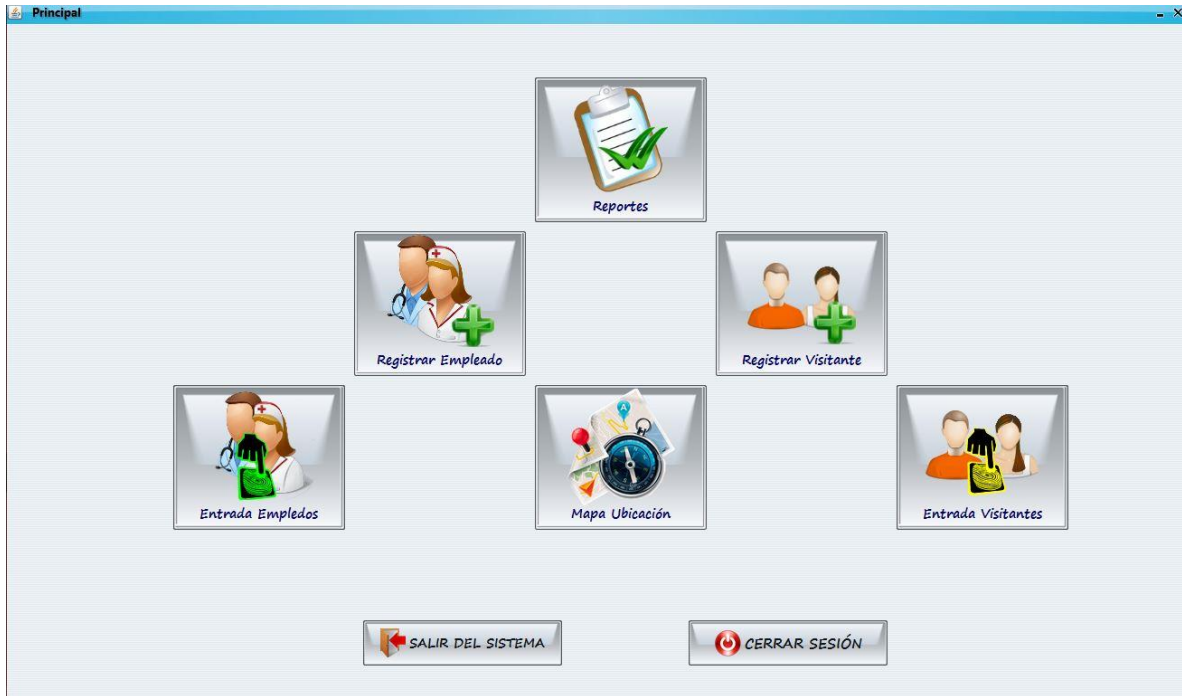 Principal
Reportes
Registrar Empleado
Registrar Visitante
Entrada Empledos
A
Mapa Ubicación
Entrada Visitantes
SALIR DEL SISTEMA
CERRAR SESIÓN